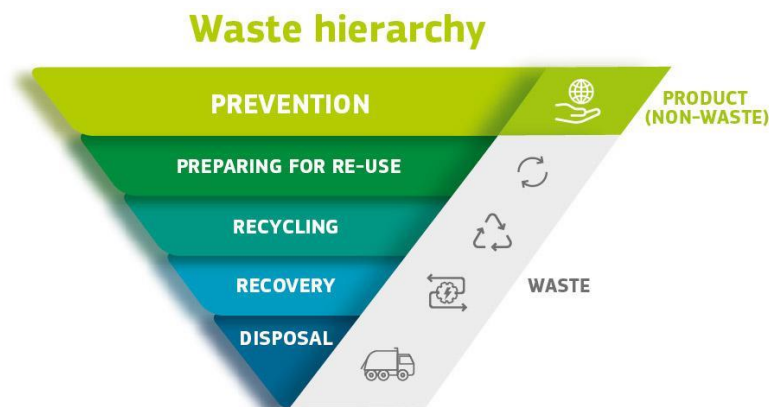 Waste hierarchy
PREVENTION
PRODUCT
(NON-WASTE)
PREPARING FOR RE-USE
RECYCLING
RECOVERY
WASTE
DISPOSAL